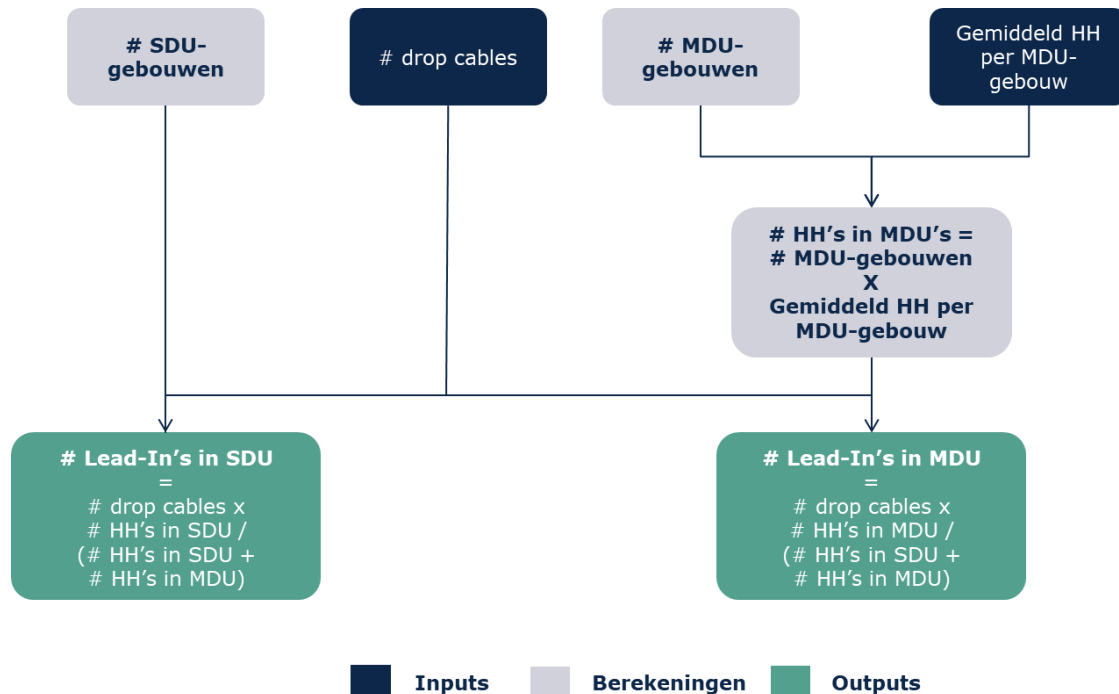 # SDU-
gebouwen
# drop cables
# MDU-
gebouwen
Gemiddeld HH
per MDU-
gebouw
# HH's in MDU's =
# MDU-gebouwen
X
Gemiddeld HH per
MDU-gebouw
# Lead-In's in SDU
=
# drop cables x
# HH's in SDU /
(# HH's in SDU +
# HH's in MDU)
# Lead-In's in MDU
=
# drop cables x
# HH's in MDU /
(# HH's in SDU +
# HH's in MDU)
Inputs
Berekeningen
Outputs